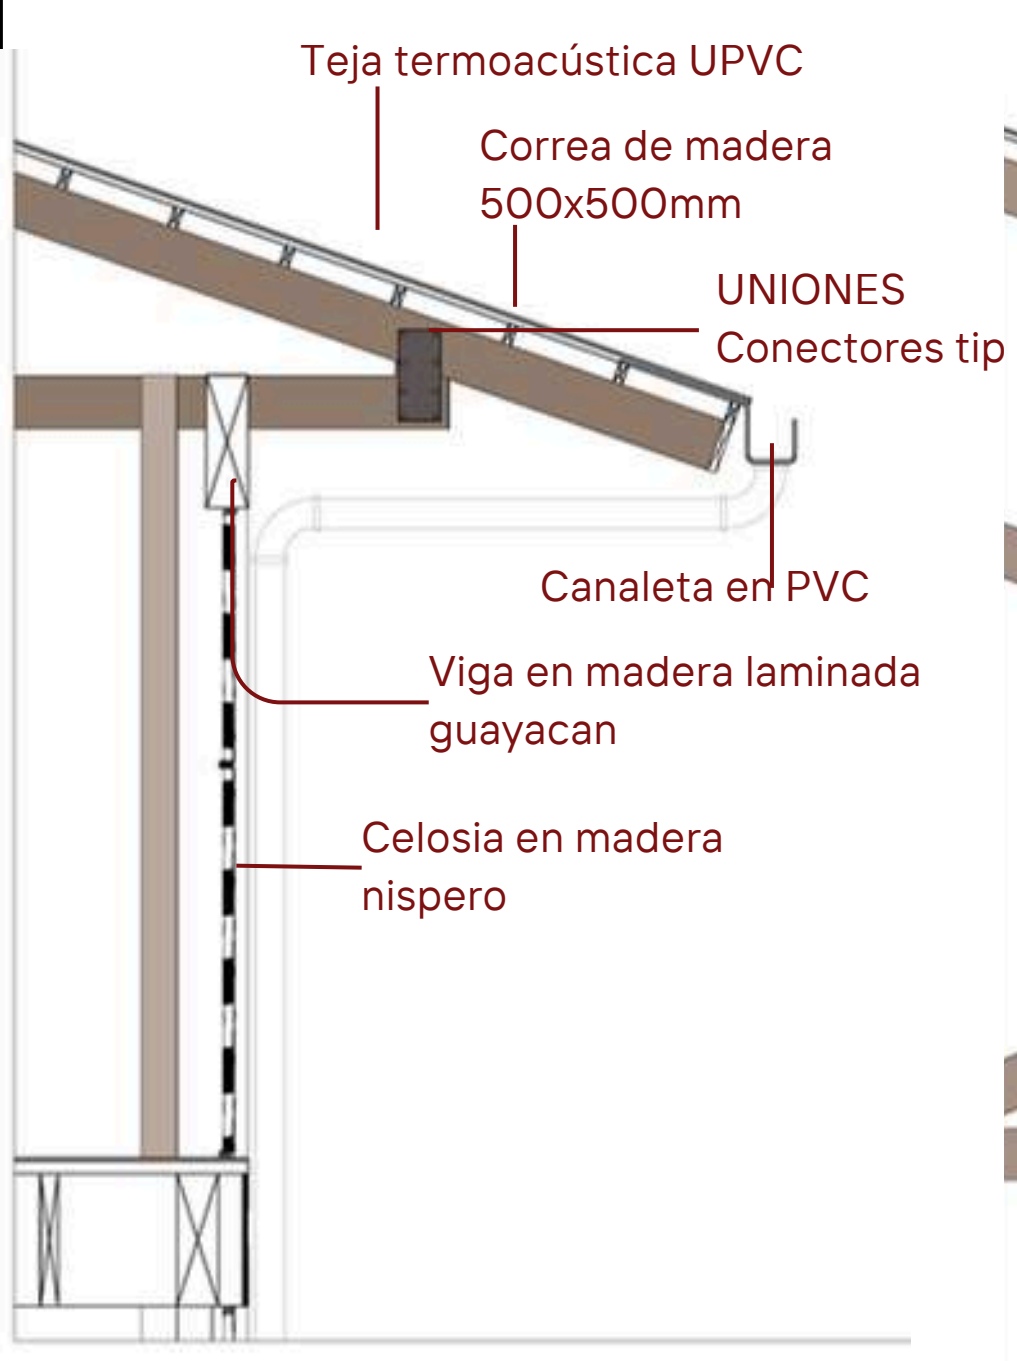 Teja termoacústica UPVC
Correa de madera
500x500mm
UNIONES
Conectores tip
Canaleta en PVC
Viga en madera laminada
guayacan
Celosia en madera
nispero